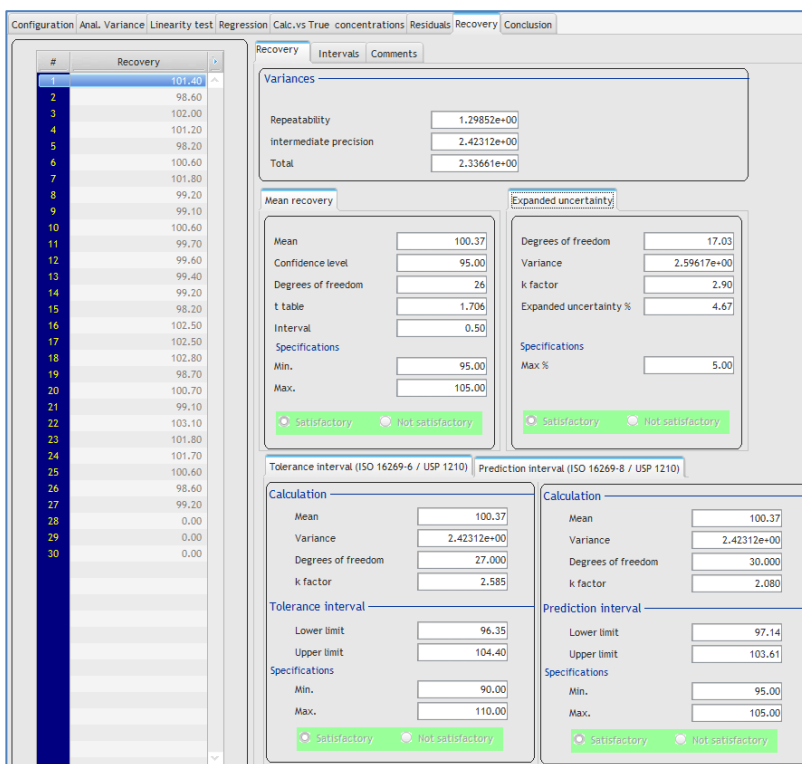 Configuration Anal. Variance Linearity test Regression Calc.vs True concentrations Residuals Recovery Conclusion
# Recovery
1 101.40
2 98.60
3 102.00
4 101.20
5 98.20
6 100.60
7 101.80
8 99.20
9 99.10
10 100.60
11 99.70
12 99.60
13 99.40
14 99.20
15 98.20
16 102.50
17 102.50
18 102.80
19 98.70
20 100.70
21 99.10
22 103.10
23 101.80
24 101.70
25 100.60
26 98.60
27 99.20
28 0.00
29 0.00
30 0.00
Recovery Intervals Comments
Variances
Repeatability 1.29852e+00
intermediate precision 2.42312e+00
Total 2.33661e+00
Mean recovery
Mean 100.37
Confidence level 95.00
Degrees of freedom 26
t table 1.706
Interval 0.50
Specifications
Min. 95.00
Max. 105.00
Satisfactory Not satisfactory
Expanded uncertainty
Degrees of freedom 17.03
Variance 2.59617e+00
k factor 2.90
Expanded uncertainty % 4.67
Specifications
Max % 5.00
Satisfactory Not satisfactory
Tolerance interval (ISO 16269-6 / USP 1210)
Calculation
Mean 100.37
Variance 2.42312e+00
Degrees of freedom 27.000
k factor 2.585
Tolerance interval
Lower limit 96.35
Upper limit 104.40
Specifications
Min. 90.00
Max. 110.00
Satisfactory Not satisfactory
Prediction interval (ISO 16269-8 / USP 1210)
Calculation
Mean 100.37
Variance 2.42312e+00
Degrees of freedom 30.000
k factor 2.080
Prediction interval
Lower limit 97.14
Upper limit 103.61
Specifications
Min. 95.00
Max. 105.00
Satisfactory Not satisfactory